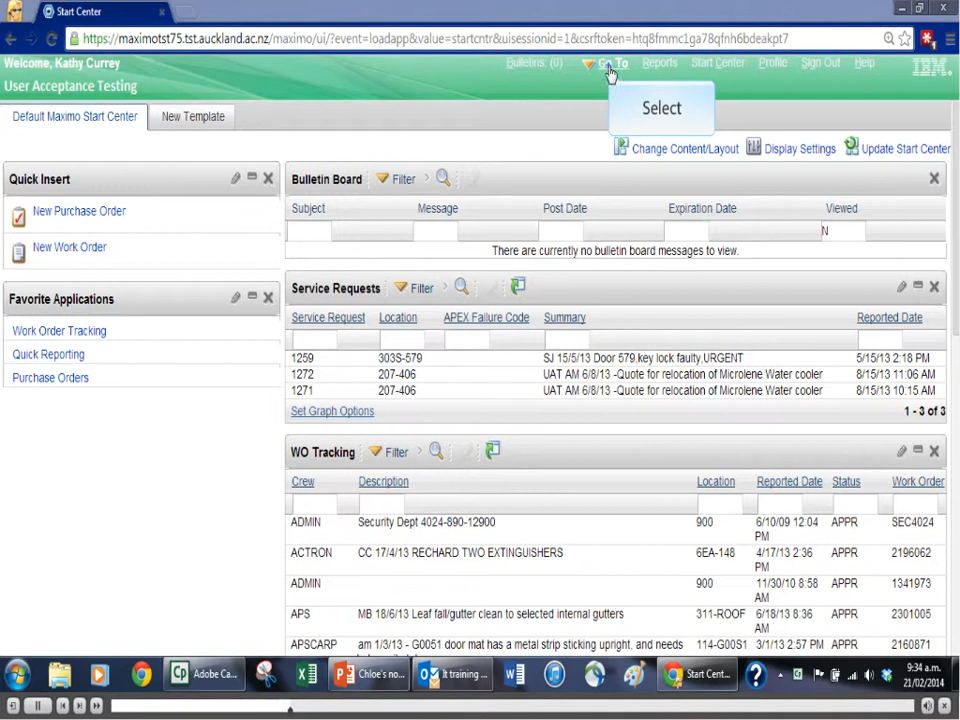 Start Center
https://maximotst75.tst.auckland.ac.nz/maximo/ui/?event=loadapp&value=startcntr&uisessionid=1&csrftoken=htq8fmmc1ga78qfnh6bdeakpt7
Welcome, Kathy Currey
Bulletins: (0) Go To Reports Start Center Profile Sign Out Help IBM.
User Acceptance Testing
Select
Default Maximo Start Center New Template
Change Content/Layout Display Settings Update Start Center
Quick Insert
New Purchase Order
New Work Order
Favorite Applications
Work Order Tracking
Quick Reporting
Purchase Orders
Bulletin Board Filter
Subject Message Post Date Expiration Date Viewed
N
There are currently no bulletin board messages to view.
Service Requests Filter
Service Request Location APEX Failure Code Summary Reported Date
1259 303S-579 SJ 15/5/13 Door 579,key lock faulty,URGENT 5/15/13 2:18 PM
1272 207-406 UAT AM 6/8/13 -Quote for relocation of Microlene Water cooler 8/15/13 11:06 AM
1271 207-406 UAT AM 6/8/13 -Quote for relocation of Microlene Water cooler 8/15/13 10:15 AM
Set Graph Options 1 - 3 of 3
WO Tracking Filter
Crew Description Location Reported Date Status Work Order
ADMIN Security Dept 4024-890-12900 900 6/10/09 12:04 PM APPR SEC4024
ACTRON CC 17/4/13 RECHARD TWO EXTINGUISHERS 6EA-148 4/17/13 2:36 PM APPR 2196062
ADMIN 900 11/30/10 8:58 AM APPR 1341973
APS MB 18/6/13 Leaf fall/gutter clean to selected internal gutters 311-ROOF 6/18/13 8:36 AM APPR 2301005
APSCARP am 1/3/13 - G0051 door mat has a metal strip sticking upright, and needs 114-G00S1 3/1/13 2:57 PM APPR 2160871
Adobe Ca... Chloe's no... It training ... Start Cent...
9:34 a.m.
21/02/2014